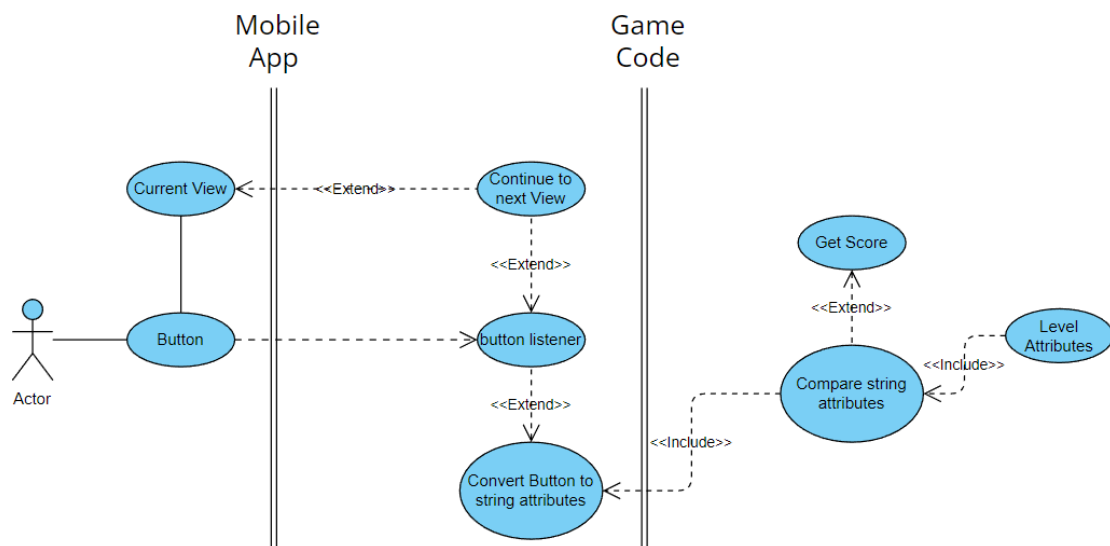 Mobile
App
Game
Code
Current View
<<Extend>>
Continue to
next View
Get Score
<<Extend>>
<<Extend>>
Level
Attributes
Button
button listener
<<Include>>
Actor
Compare string
attributes
<<Extend>>
<<Include>>
Convert Button to
string attributes